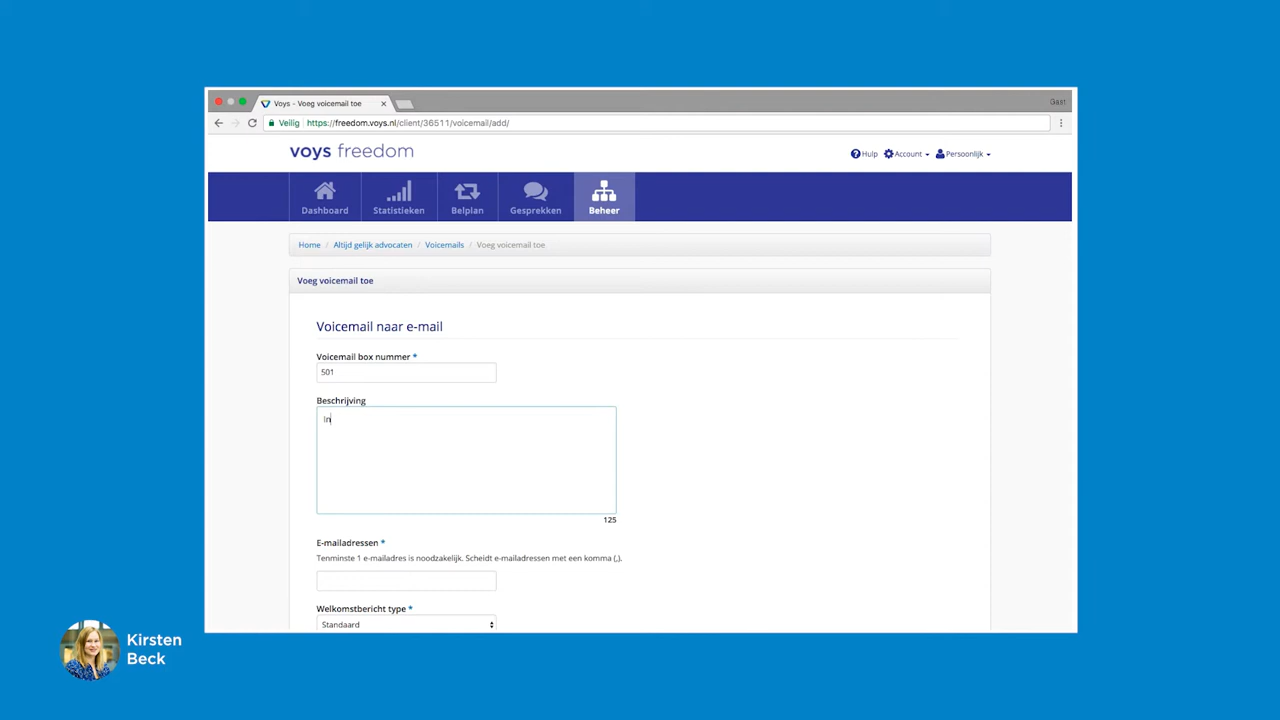 Voys - Voeg voicemail toe
Gast
Veilig https://freedom.voys.nl/client/36511/voicemail/add/
voys freedom
Hulp Account Persoonlijk
Dashboard Statistieken Belplan Gesprekken Beheer
Home / Altijd gelijk advocaten / Voicemails / Voeg voicemail toe
Voeg voicemail toe
Voicemail naar e-mail
Voicemail box nummer *
501
Beschrijving
In
125
E-mailadressen *
Tenminste 1 e-mailadres is noodzakelijk. Scheidt e-mailadressen met een komma (,).
Welkomstbericht type *
Standaard
Kirsten
Beck